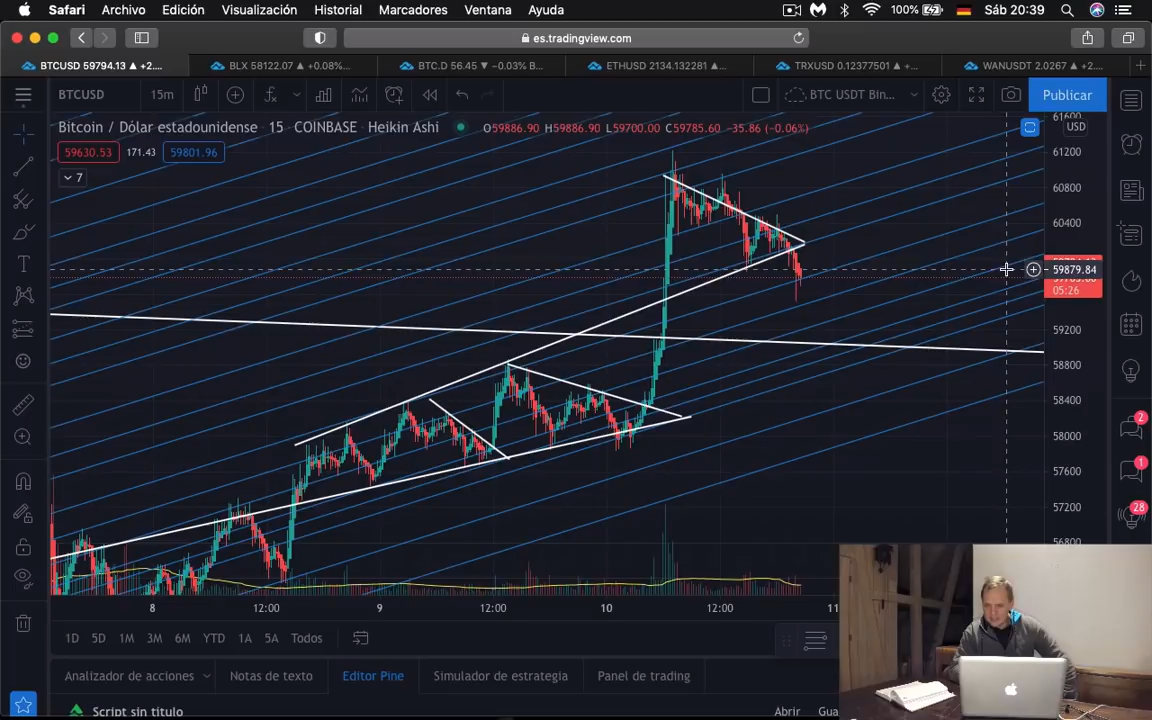 Safari Archivo Edición Visualización Historial Marcadores Ventana Ayuda 100% Sáb 20:39
es.tradingview.com
BTCUSD 59794.13 ▲ +2.... BLX 58122.07 ▲ +0.08%... BTC.D 56.45 ▼ −0.03% B... ETHUSD 2134.132281 ▲... TRXUSD 0.12377501 ▲ +... WANUSDT 2.0267 ▲ +2....
BTCUSD 15m BTC USDT Bin... Publicar
Bitcoin / Dólar estadounidense · 15 · COINBASE · Heikin Ashi O59886.90 H59886.90 L59700.00 C59785.60 −35.86 (−0.06%)
59630.53 171.43 59801.96
7
USD
61600
61200
60800
60400
59879.84
05:26
59200
58800
58400
58000
57600
57200
56800
8 12:00 9 12:00 10 12:00 11
1D 5D 1M 3M 6M YTD 1A 5A Todos
Analizador de acciones Notas de texto Editor Pine Simulador de estrategia Panel de trading
Script sin título Abrir Gua
2
1
28